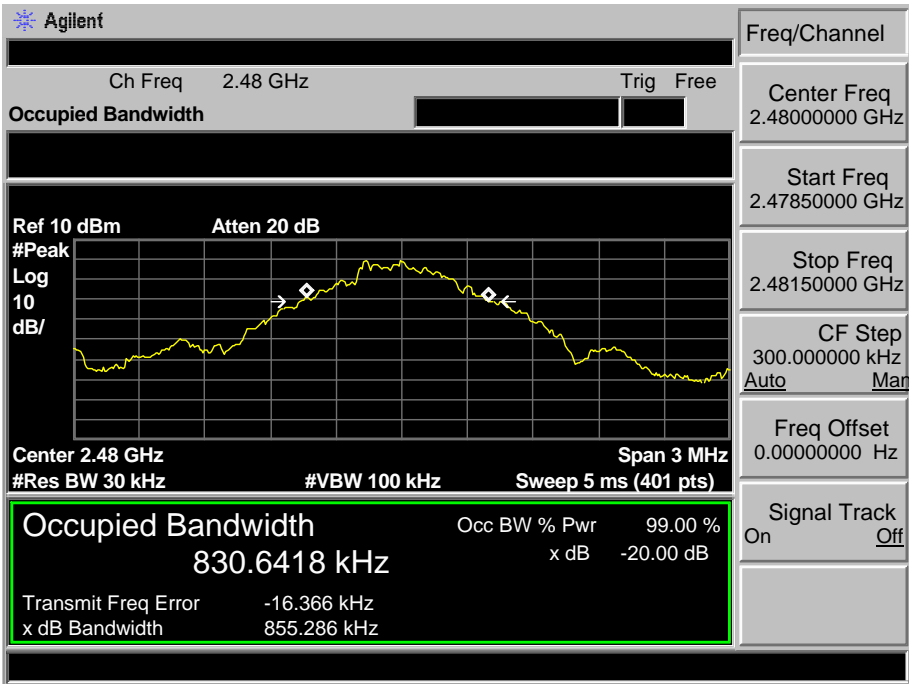 Agilent
Ch Freq 2.48 GHz Trig Free
Occupied Bandwidth
Ref 10 dBm Atten 20 dB
#Peak
Log
10
dB/
Center 2.48 GHz Span 3 MHz
#Res BW 30 kHz #VBW 100 kHz Sweep 5 ms (401 pts)
Occupied Bandwidth Occ BW % Pwr 99.00 %
830.6418 kHz x dB -20.00 dB
Transmit Freq Error -16.366 kHz
x dB Bandwidth 855.286 kHz
Freq/Channel
Center Freq
2.48000000 GHz
Start Freq
2.47850000 GHz
Stop Freq
2.48150000 GHz
CF Step
300.000000 kHz
Auto Man
Freq Offset
0.00000000 Hz
Signal Track
On Off